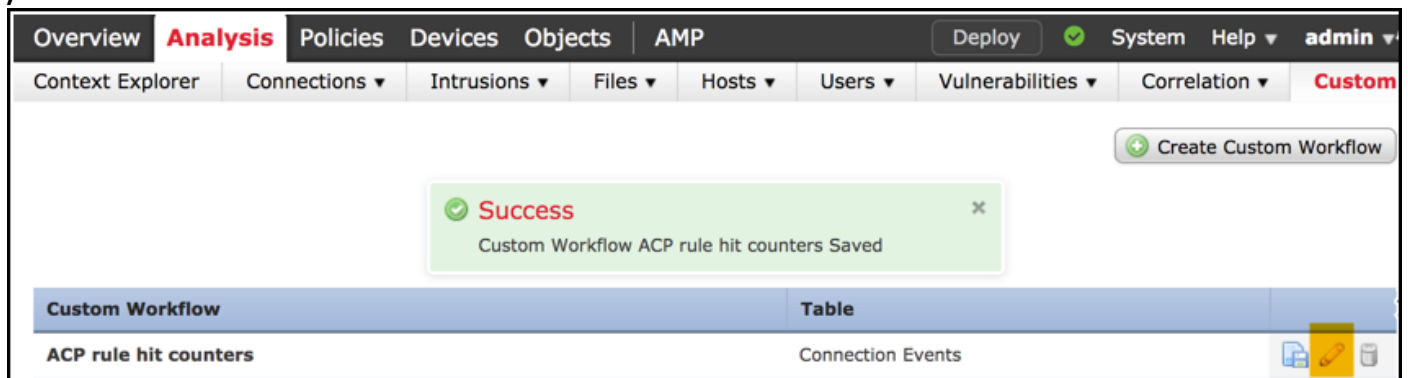 Overview Analysis Policies Devices Objects AMP Deploy System Help admin
Context Explorer Connections Intrusions Files Hosts Users Vulnerabilities Correlation Custom
Create Custom Workflow
Success
Custom Workflow ACP rule hit counters Saved
Custom Workflow Table
ACP rule hit counters Connection Events